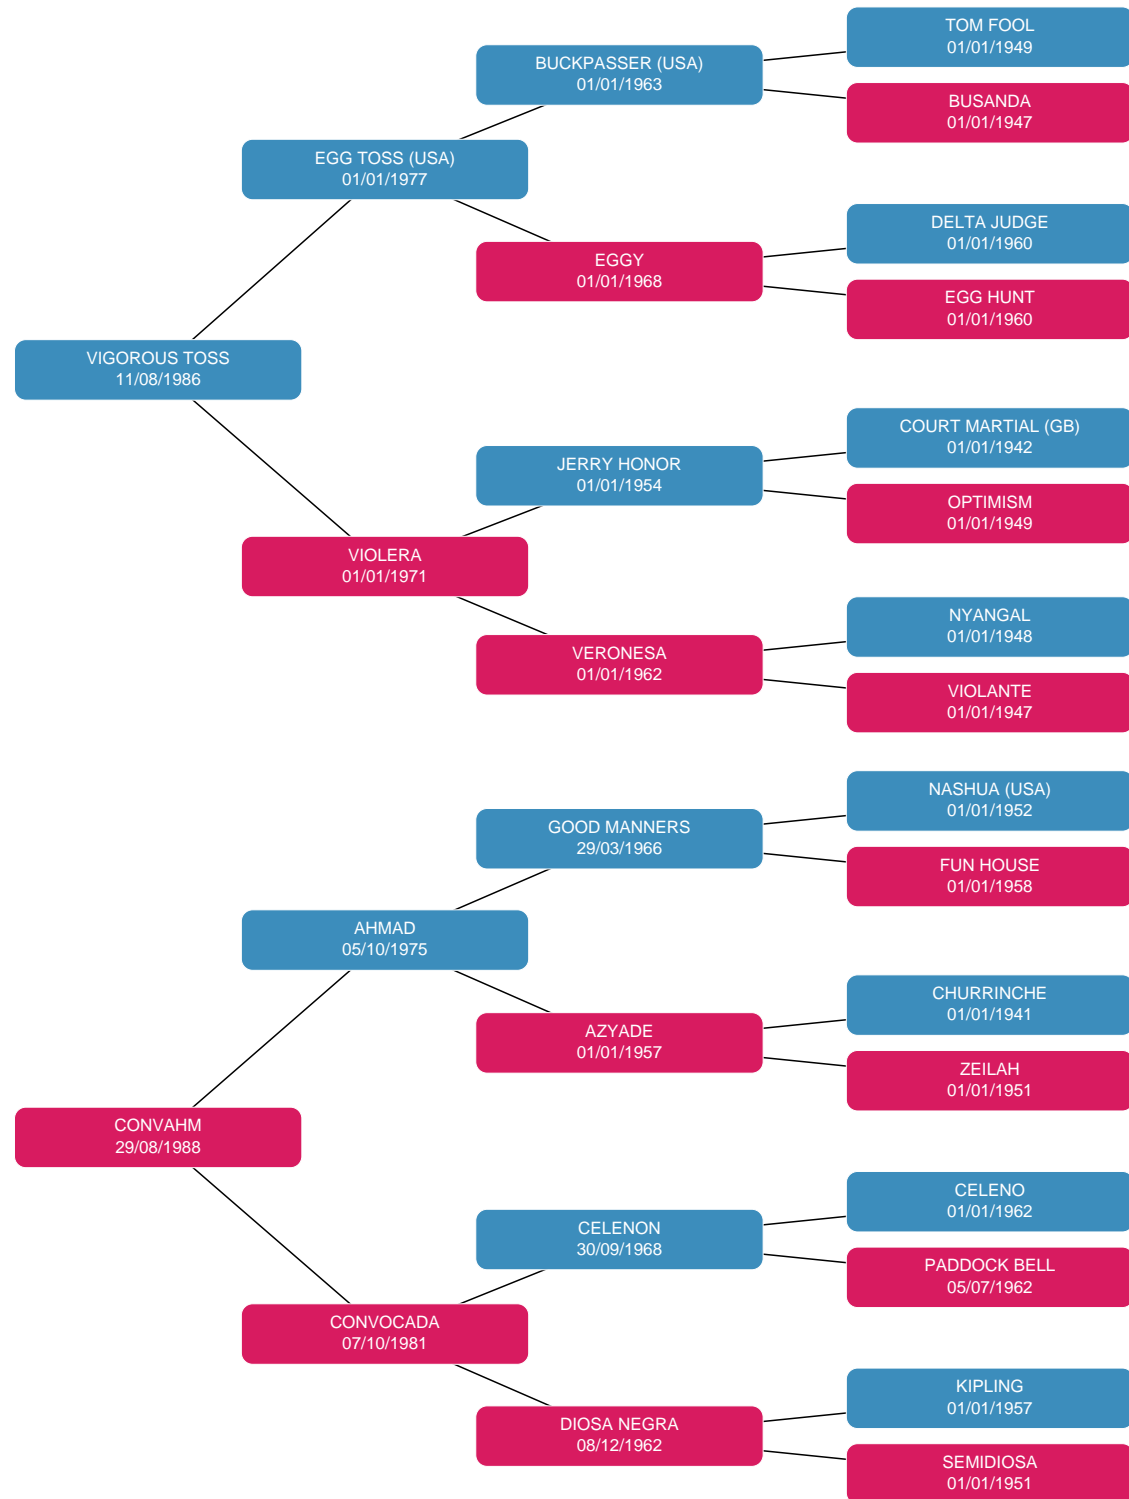 TOM FOOL
01/01/1949
BUCKPASSER (USA)
01/01/1963
BUSANDA
01/01/1947
EGG TOSS (USA)
01/01/1977
DELTA JUDGE
01/01/1960
EGGY
01/01/1968
EGG HUNT
01/01/1960
VIGOROUS TOSS
11/08/1986
COURT MARTIAL (GB)
01/01/1942
JERRY HONOR
01/01/1954
OPTIMISM
01/01/1949
VIOLERA
01/01/1971
NYANGAL
01/01/1948
VERONESA
01/01/1962
VIOLANTE
01/01/1947
NASHUA (USA)
01/01/1952
GOOD MANNERS
29/03/1966
FUN HOUSE
01/01/1958
AHMAD
05/10/1975
CHURRINCHE
01/01/1941
AZYADE
01/01/1957
ZEILAH
01/01/1951
CONVAHM
29/08/1988
CELENO
01/01/1962
CELENON
30/09/1968
PADDOCK BELL
05/07/1962
CONVOCADA
07/10/1981
KIPLING
01/01/1957
DIOSA NEGRA
08/12/1962
SEMIDIOSA
01/01/1951